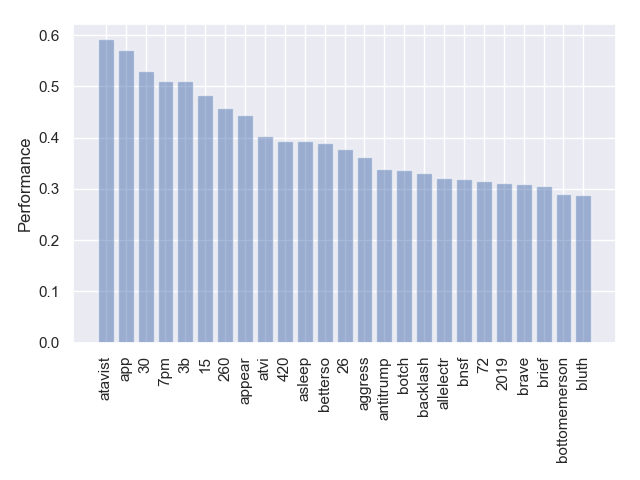 0.6
0.5
0.4
0.3
0.2
0.1
0.0
Performance
atavist
app
30
7pm
3b
15
260
appear
atvi
420
asleep
betterso
26
aggress
antitrump
botch
backlash
allelectr
bnsf
72
2019
brave
brief
bottomemerson
bluth